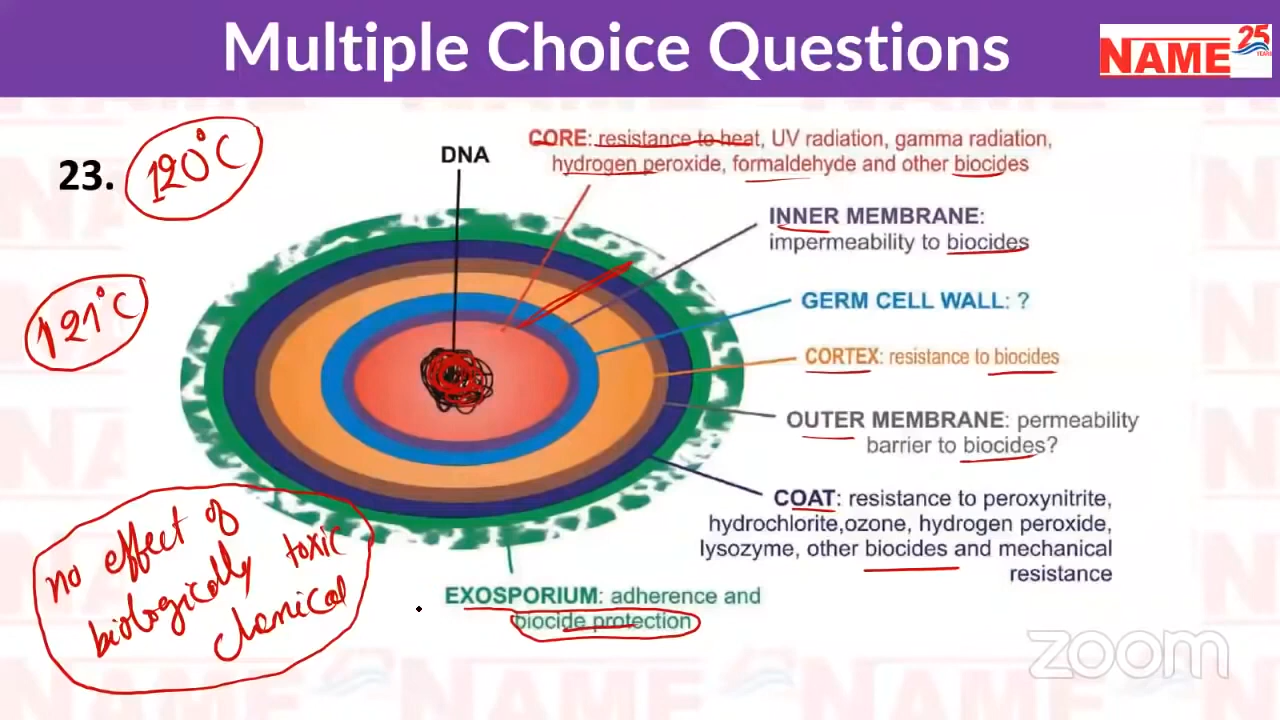 Multiple Choice Questions
NAME
25
YEARS
23.
120°C
121°C
DNA
CORE: resistance to heat, UV radiation, gamma radiation,
hydrogen peroxide, formaldehyde and other biocides
INNER MEMBRANE:
impermeability to biocides
GERM CELL WALL: ?
CORTEX: resistance to biocides
OUTER MEMBRANE: permeability
barrier to biocides?
COAT: resistance to peroxynitrite,
hydrochlorite,ozone, hydrogen peroxide,
lysozyme, other biocides and mechanical
resistance
EXOSPORIUM: adherence and
biocide protection
no effect of
biologically toxic
chemical
zoom